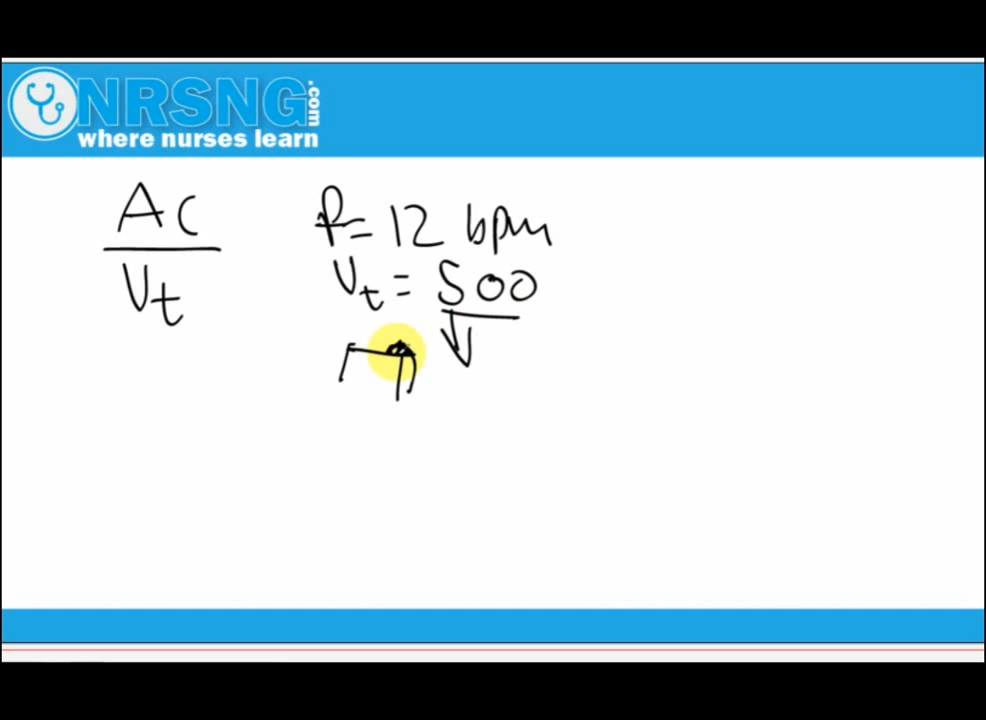 NRSNG.com
where nurses learn
AC
Vt
f = 12 bpm
Vt = 500